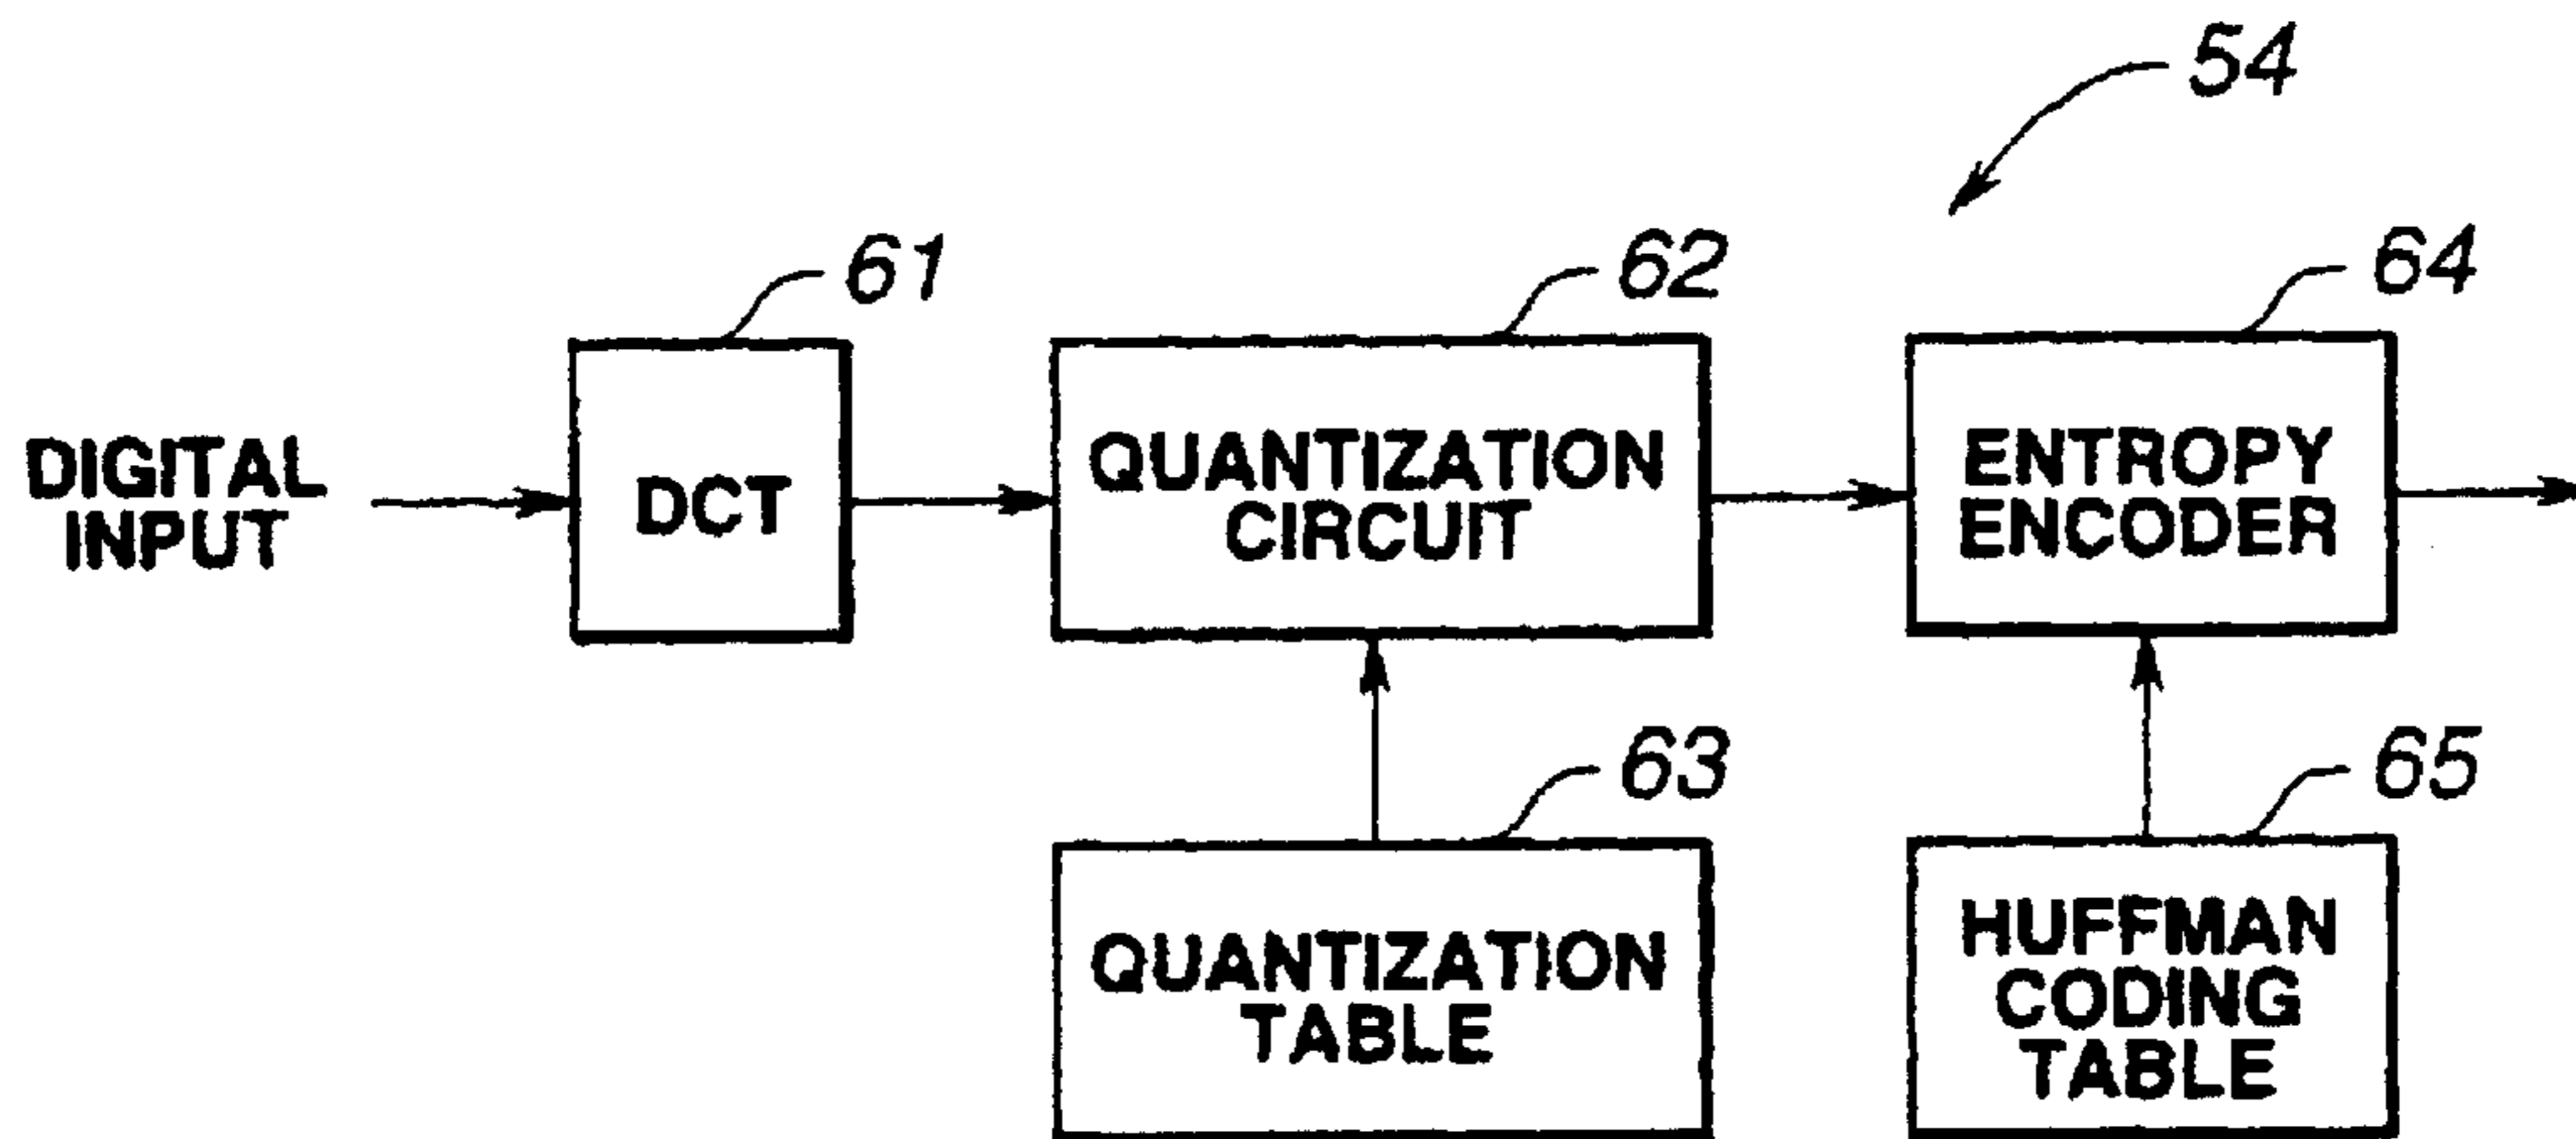 54
61
62
64
DIGITAL
INPUT
DCT
QUANTIZATION
CIRCUIT
ENTROPY
ENCODER
63
65
QUANTIZATION
TABLE
HUFFMAN
CODING
TABLE